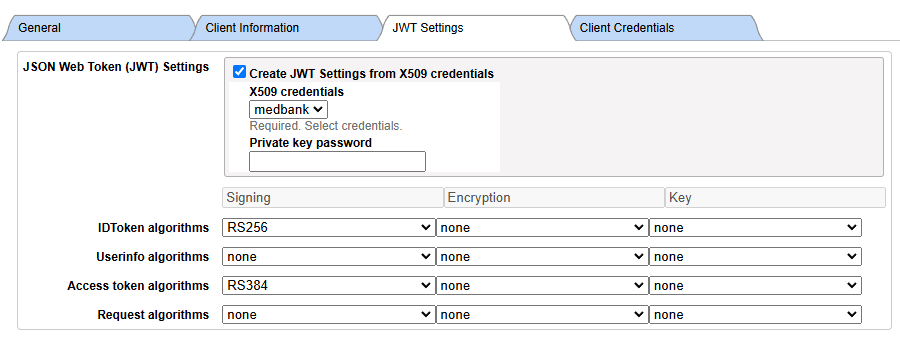 General Client Information JWT Settings Client Credentials
JSON Web Token (JWT) Settings
Create JWT Settings from X509 credentials
X509 credentials
medbank
Required. Select credentials.
Private key password
Signing Encryption Key
IDToken algorithms RS256 none none
Userinfo algorithms none none none
Access token algorithms RS384 none none
Request algorithms none none none